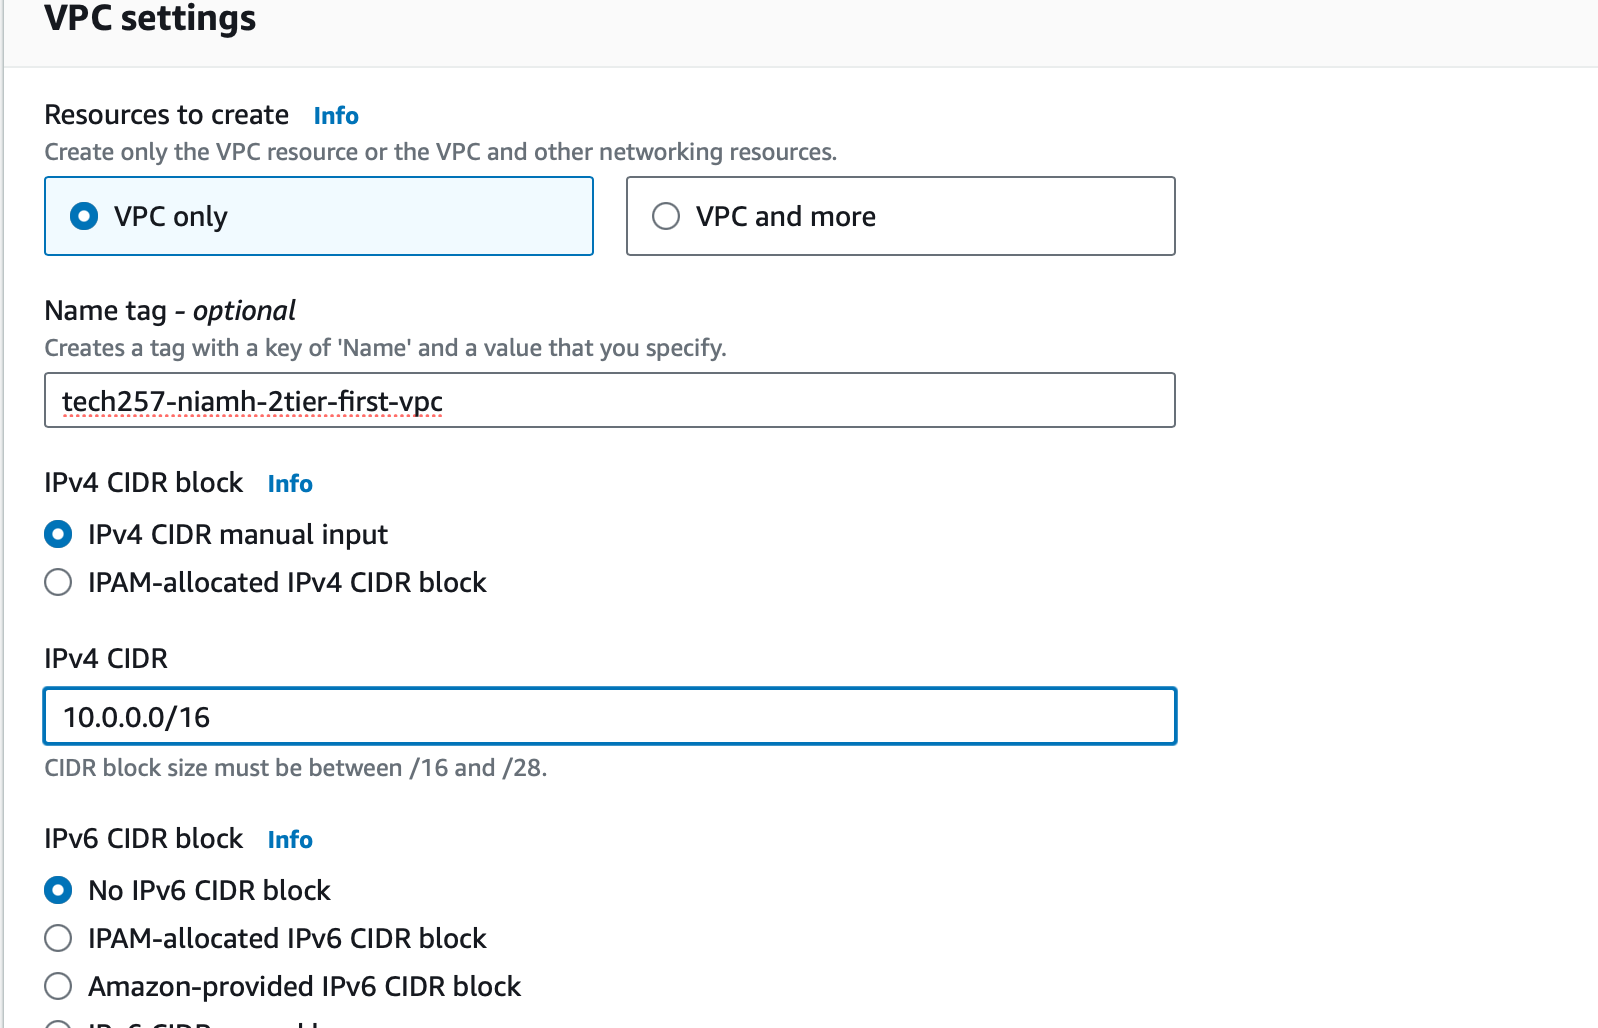 VPC settings
Resources to create Info
Create only the VPC resource or the VPC and other networking resources.
VPC only
VPC and more
Name tag - optional
Creates a tag with a key of 'Name' and a value that you specify.
tech257-niamh-2tier-first-vpc
IPv4 CIDR block Info
IPv4 CIDR manual input
IPAM-allocated IPv4 CIDR block
IPv4 CIDR
10.0.0.0/16
CIDR block size must be between /16 and /28.
IPv6 CIDR block Info
No IPv6 CIDR block
IPAM-allocated IPv6 CIDR block
Amazon-provided IPv6 CIDR block
IPv6 CIDR